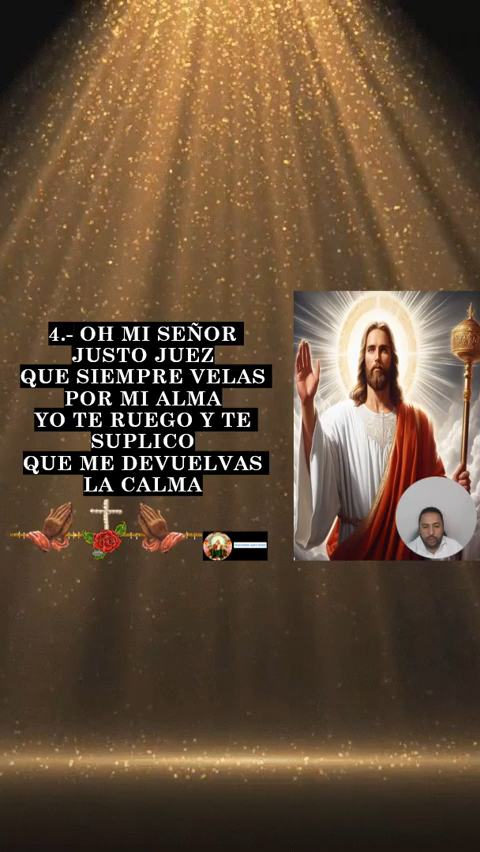 4.- OH MI SEÑOR
JUSTO JUEZ
QUE SIEMPRE VELAS
POR MI ALMA
YO TE RUEGO Y TE
SUPLICO
QUE ME DEVUELVAS
LA CALMA